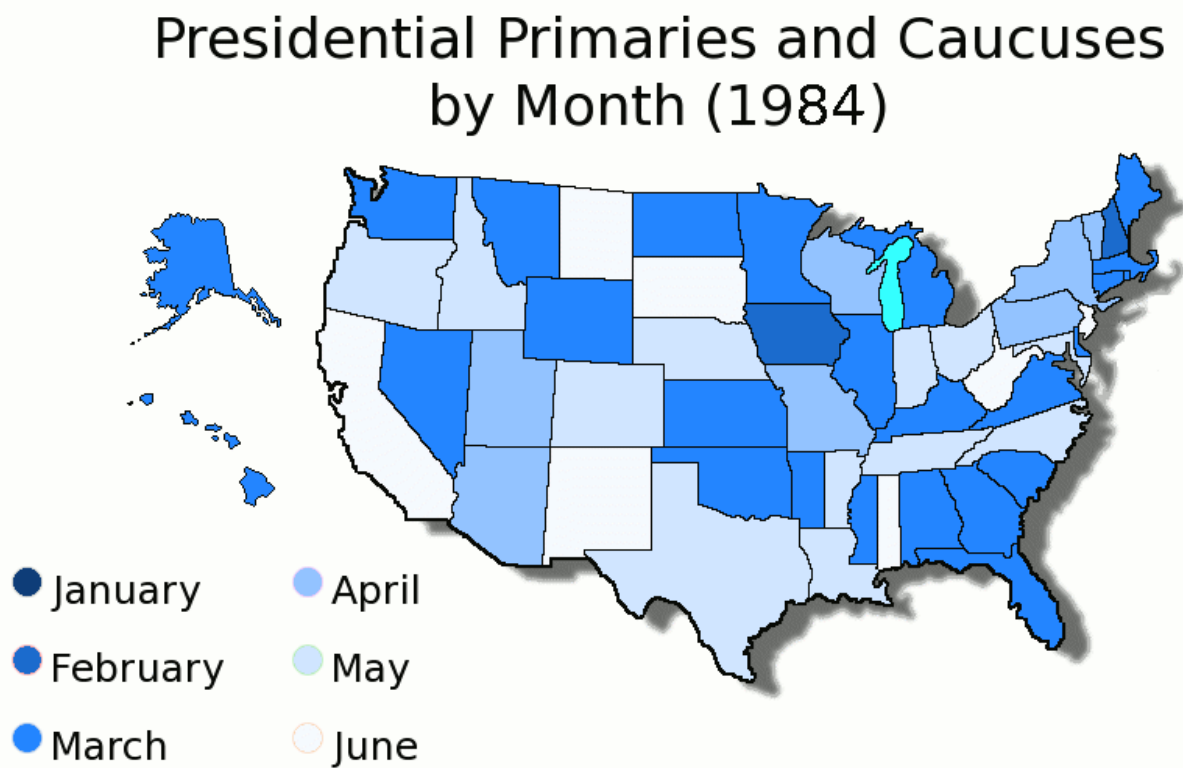 Presidential Primaries and Caucuses
by Month (1984)
January
February
March
April
May
June